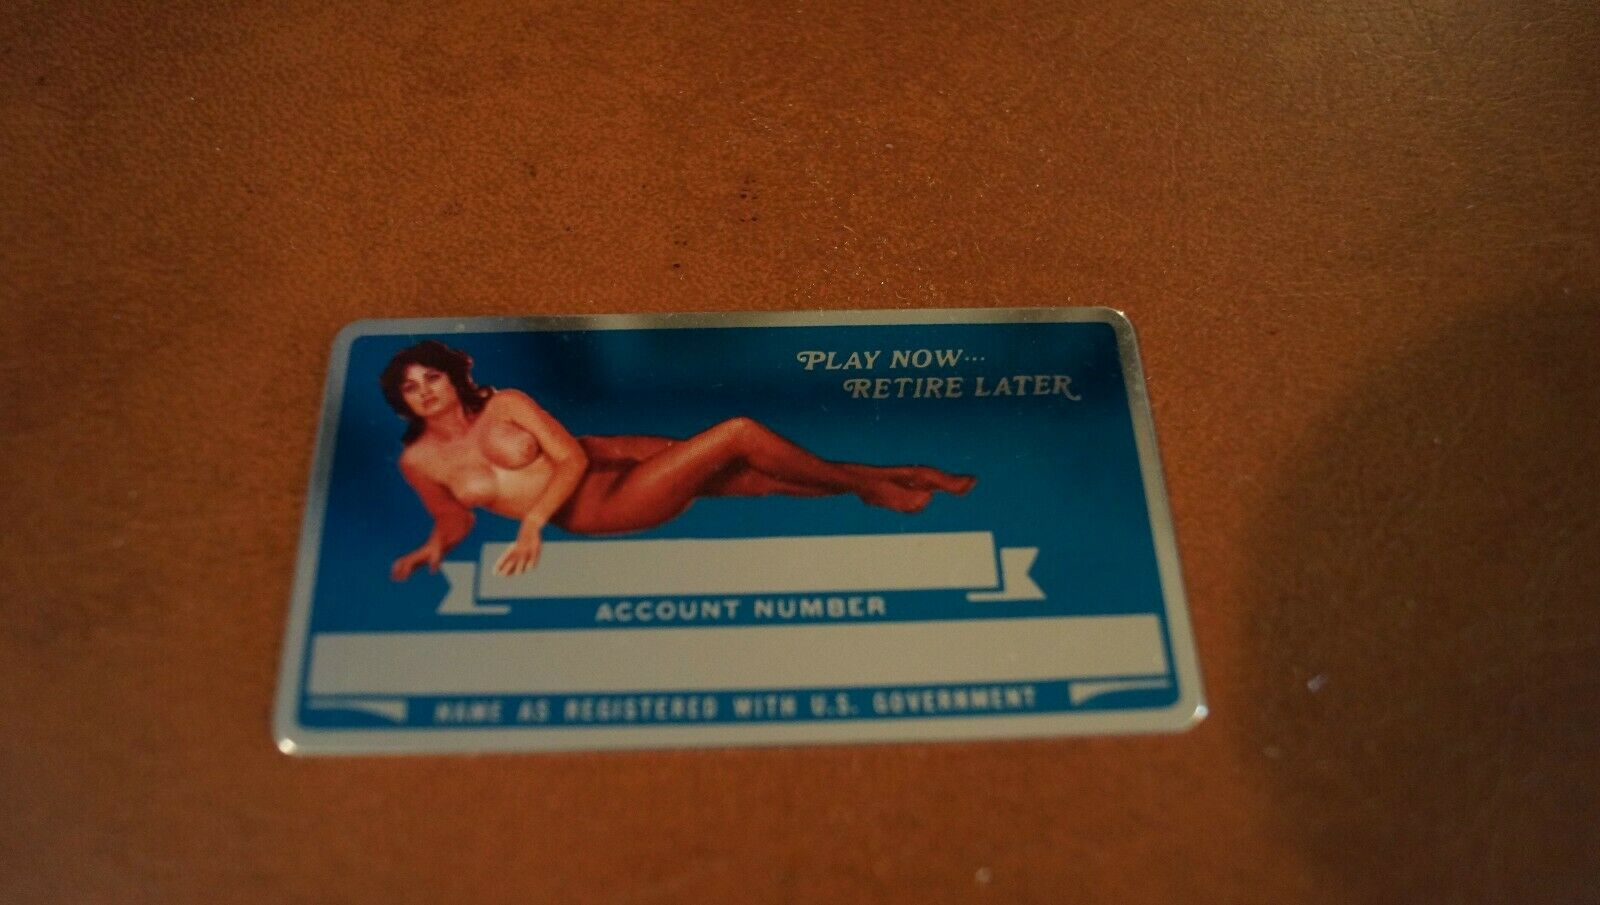 PLAY NOW...
RETIRE LATER
ACCOUNT NUMBER
NAME AS REGISTERED WITH U.S. GOVERNMENT